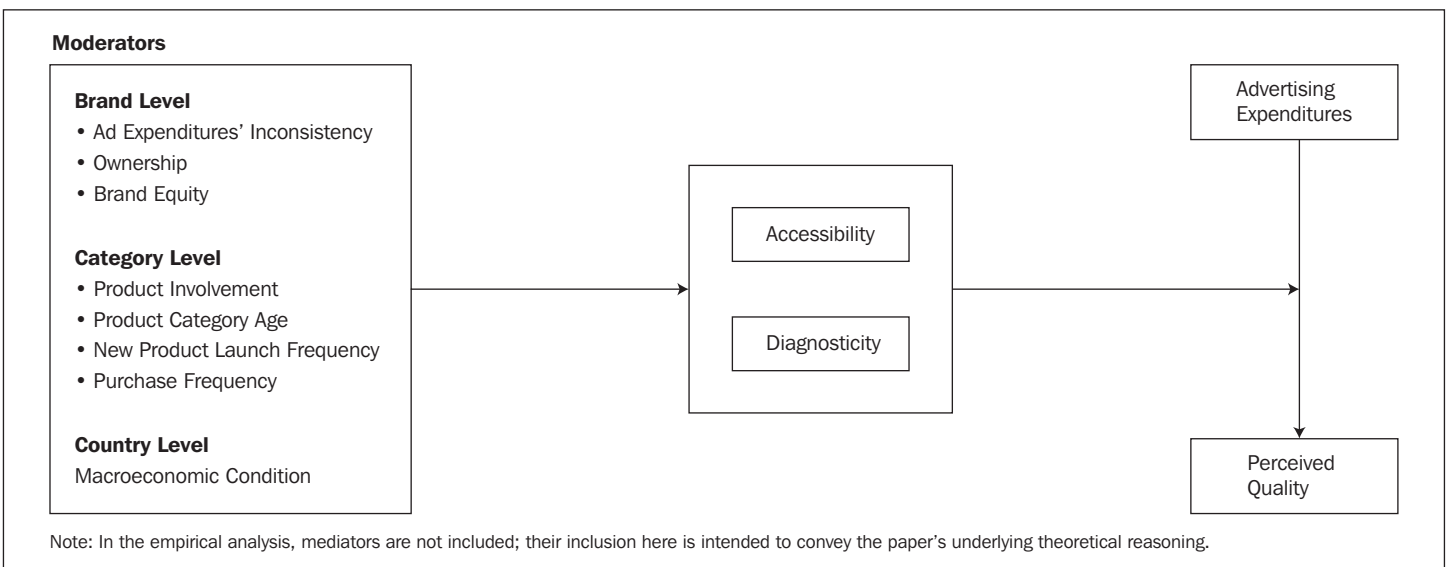 Moderators
Brand Level
• Ad Expenditures’ Inconsistency
• Ownership
• Brand Equity
Category Level
• Product Involvement
• Product Category Age
• New Product Launch Frequency
• Purchase Frequency
Country Level
Macroeconomic Condition
Accessibility
Diagnosticity
Advertising
Expenditures
Perceived
Quality
Note: In the empirical analysis, mediators are not included; their inclusion here is intended to convey the paper’s underlying theoretical reasoning.